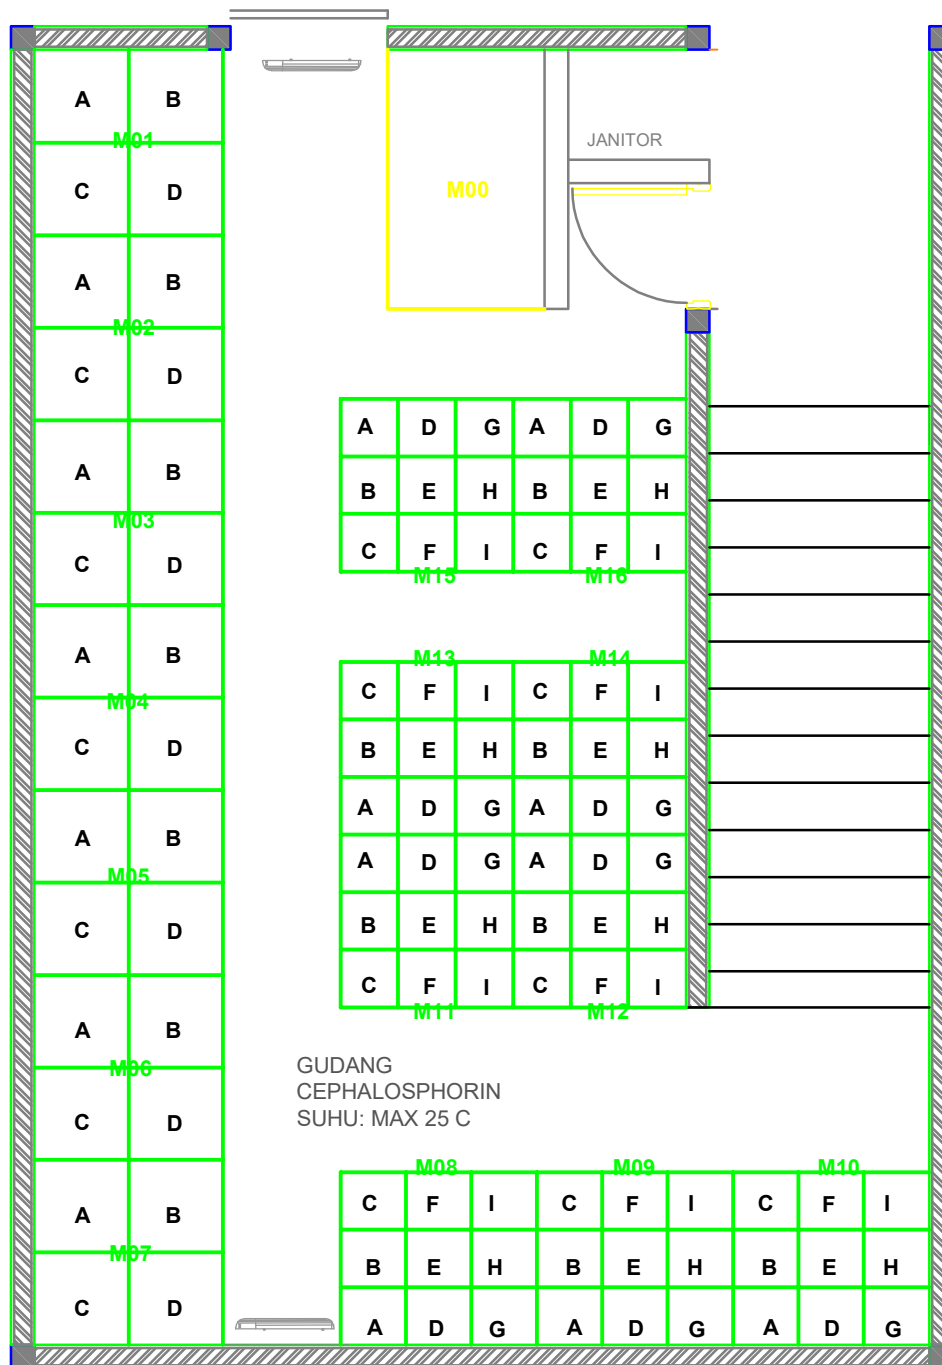 A B
M01
C D
A B
M02
C D
A B
M03
C D
A B
M04
C D
A B
M05
C D
A B
M06
C D
A B
M07
C D
M00
JANITOR
A D G A D G
B E H B E H
C F I C F I
M15 M16
M13 M14
C F I C F I
B E H B E H
A D G A D G
A D G A D G
B E H B E H
C F I C F I
M11 M12
GUDANG
CEPHALOSPHORIN
SUHU: MAX 25 C
M08 M09 M10
C F I C F I C F I
B E H B E H B E H
A D G A D G A D G